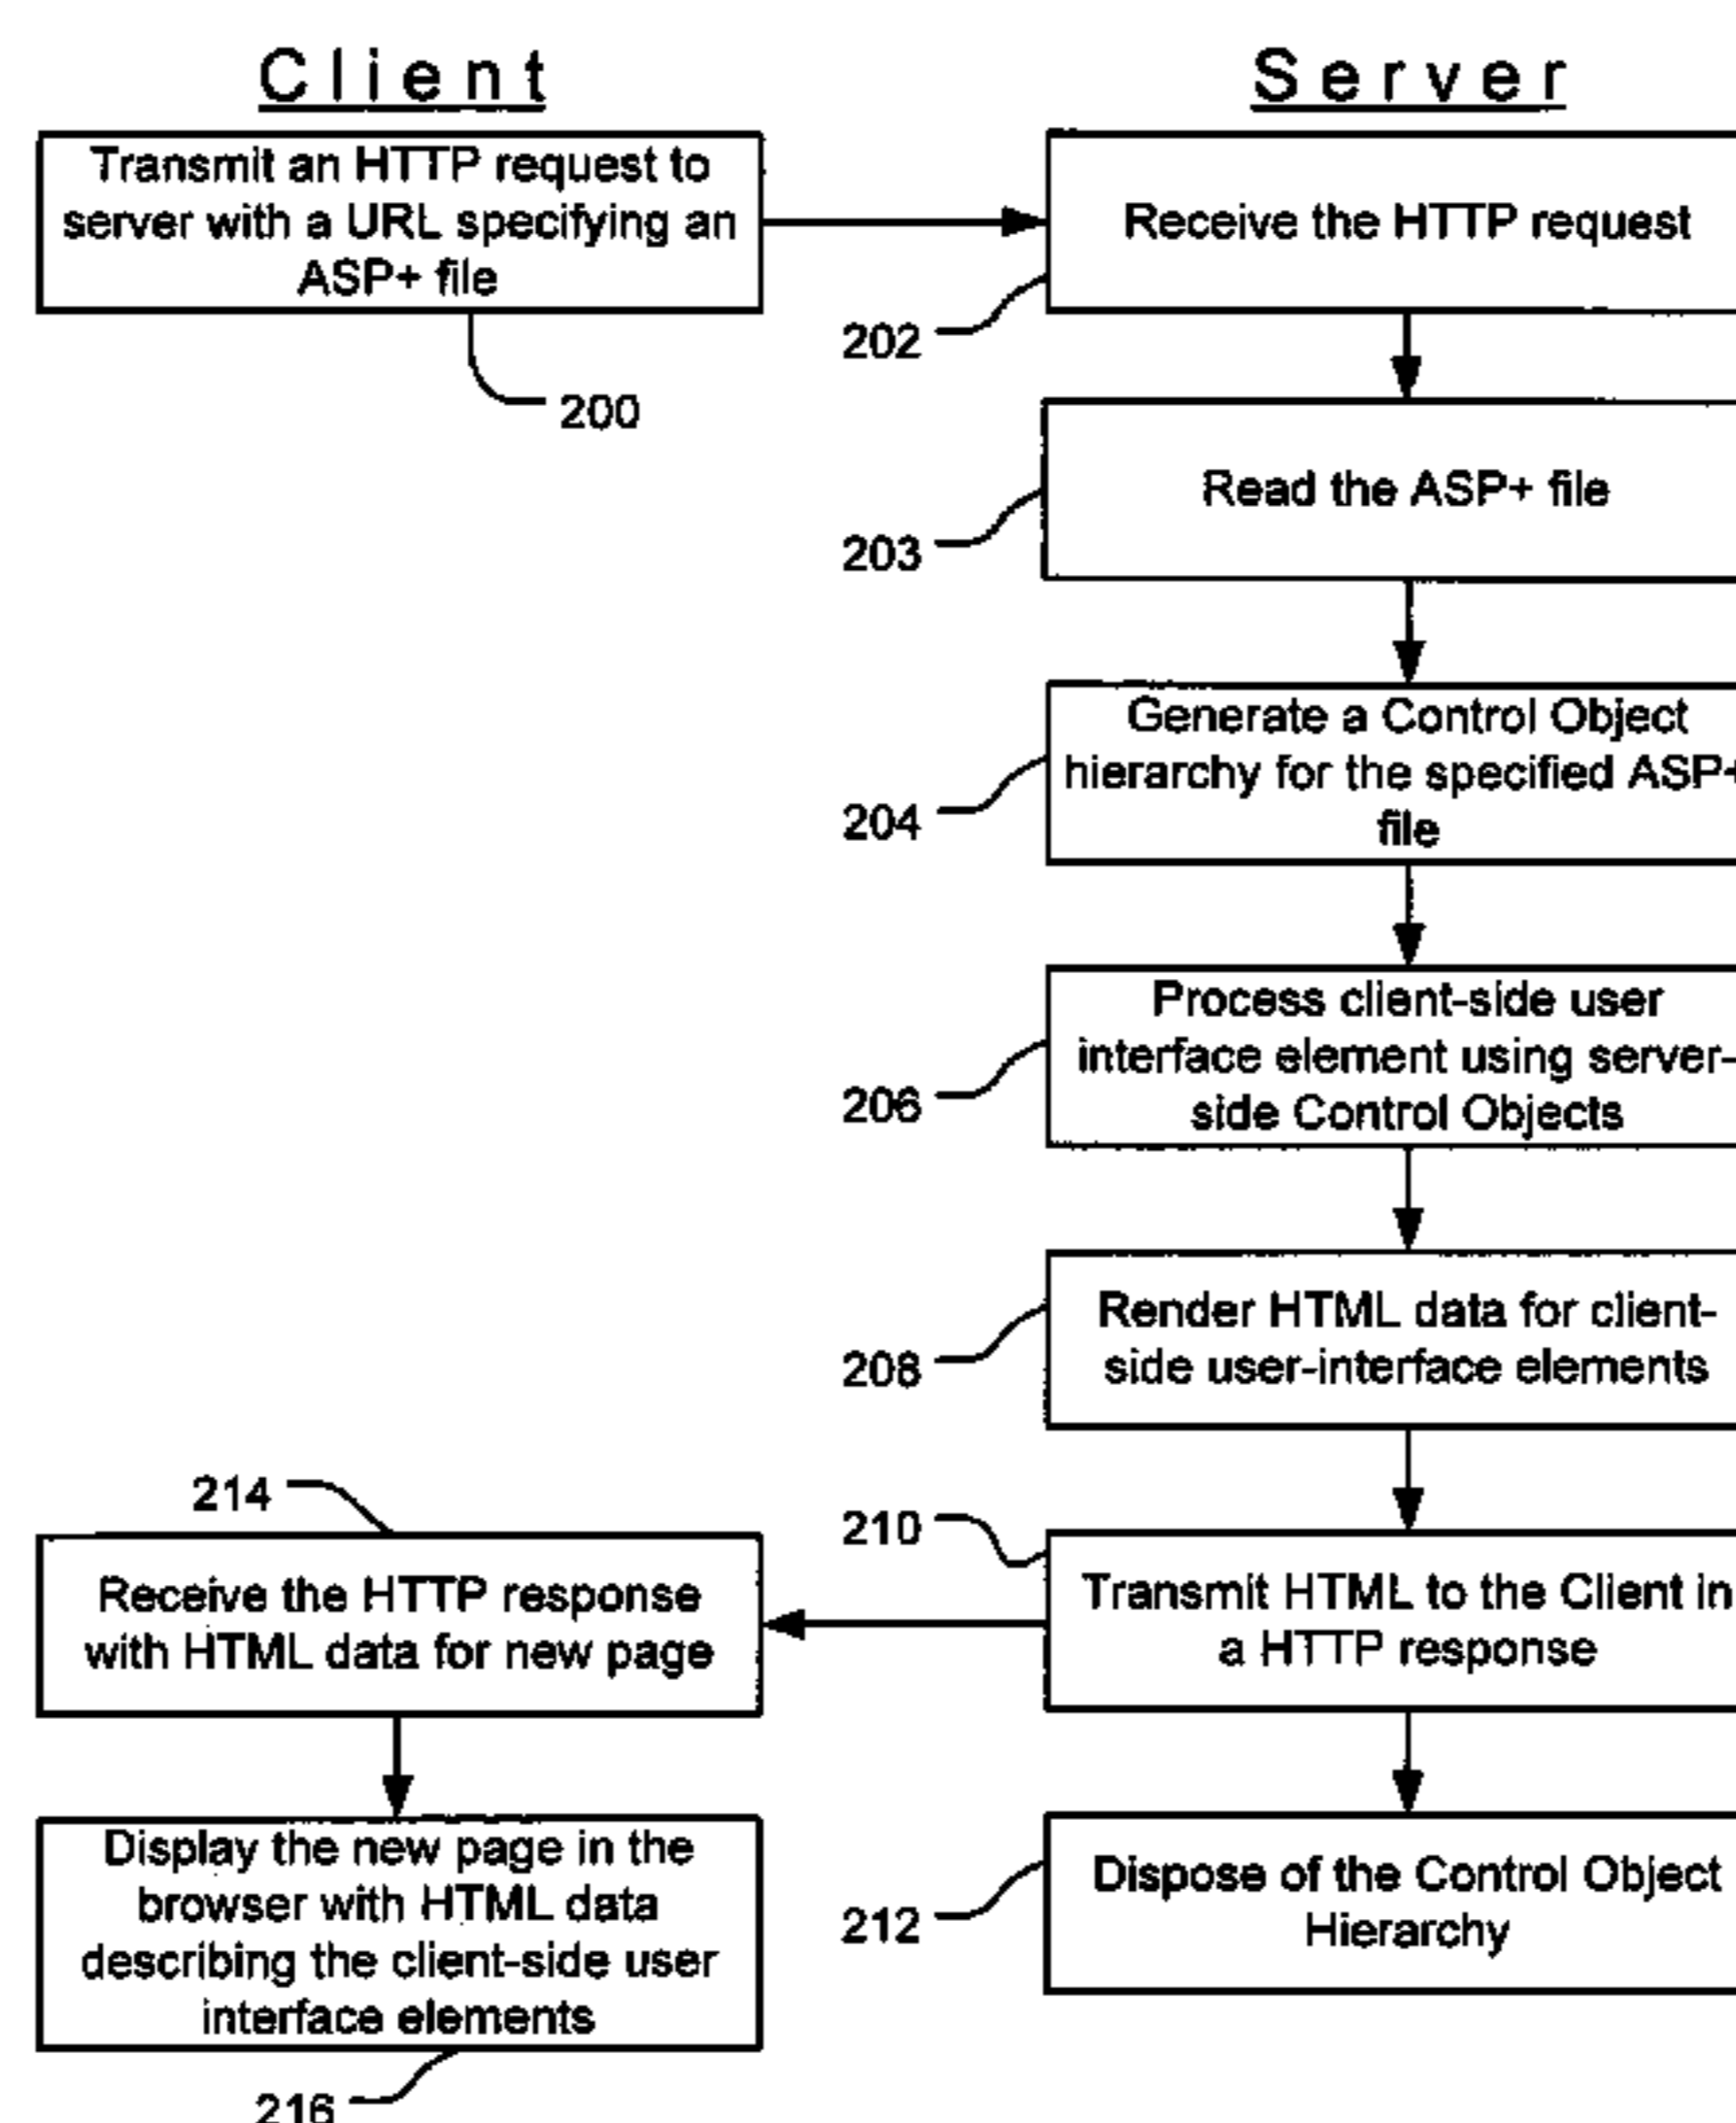 Client
Server
Transmit an HTTP request to
server with a URL specifying an
ASP+ file
200
Receive the HTTP request
202
Read the ASP+ file
203
Generate a Control Object
hierarchy for the specified ASP+
file
204
Process client-side user
interface element using server-
side Control Objects
206
Render HTML data for client-
side user-interface elements
208
Transmit HTML to the Client in
a HTTP response
210
Dispose of the Control Object
Hierarchy
212
214
Receive the HTTP response
with HTML data for new page
Display the new page in the
browser with HTML data
describing the client-side user
interface elements
216